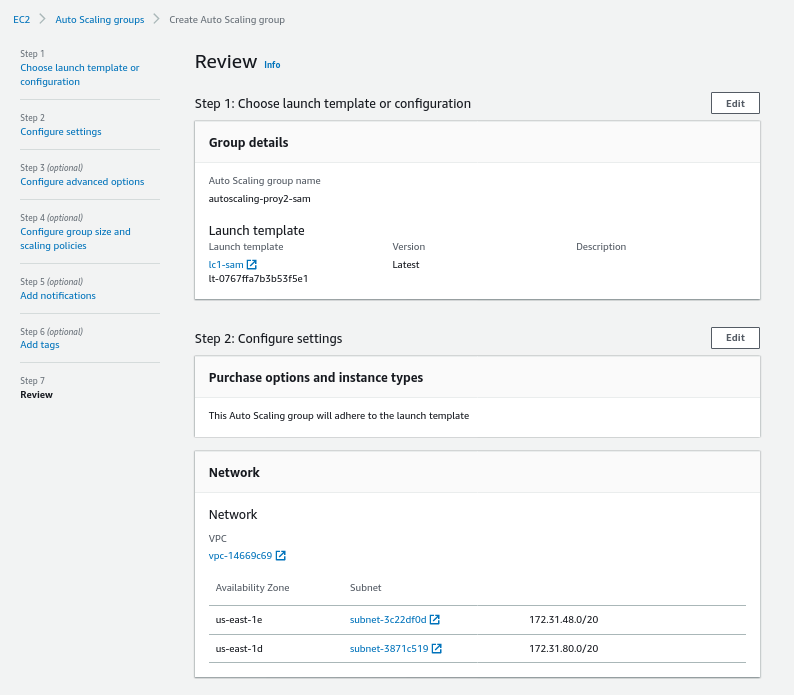 EC2 > Auto Scaling groups > Create Auto Scaling group
Step 1
Choose launch template or
configuration
Step 2
Configure settings
Step 3 (optional)
Configure advanced options
Step 4 (optional)
Configure group size and
scaling policies
Step 5 (optional)
Add notifications
Step 6 (optional)
Add tags
Step 7
Review
Review Info
Step 1: Choose launch template or configuration Edit
Group details
Auto Scaling group name
autoscaling-proy2-sam
Launch template
Launch template Version Description
lc1-sam Latest
lt-0767ffa7b3b53f5e1
Step 2: Configure settings Edit
Purchase options and instance types
This Auto Scaling group will adhere to the launch template
Network
Network
VPC
vpc-14669c69
Availability Zone Subnet
us-east-1e subnet-3c22df0d 172.31.48.0/20
us-east-1d subnet-3871c519 172.31.80.0/20